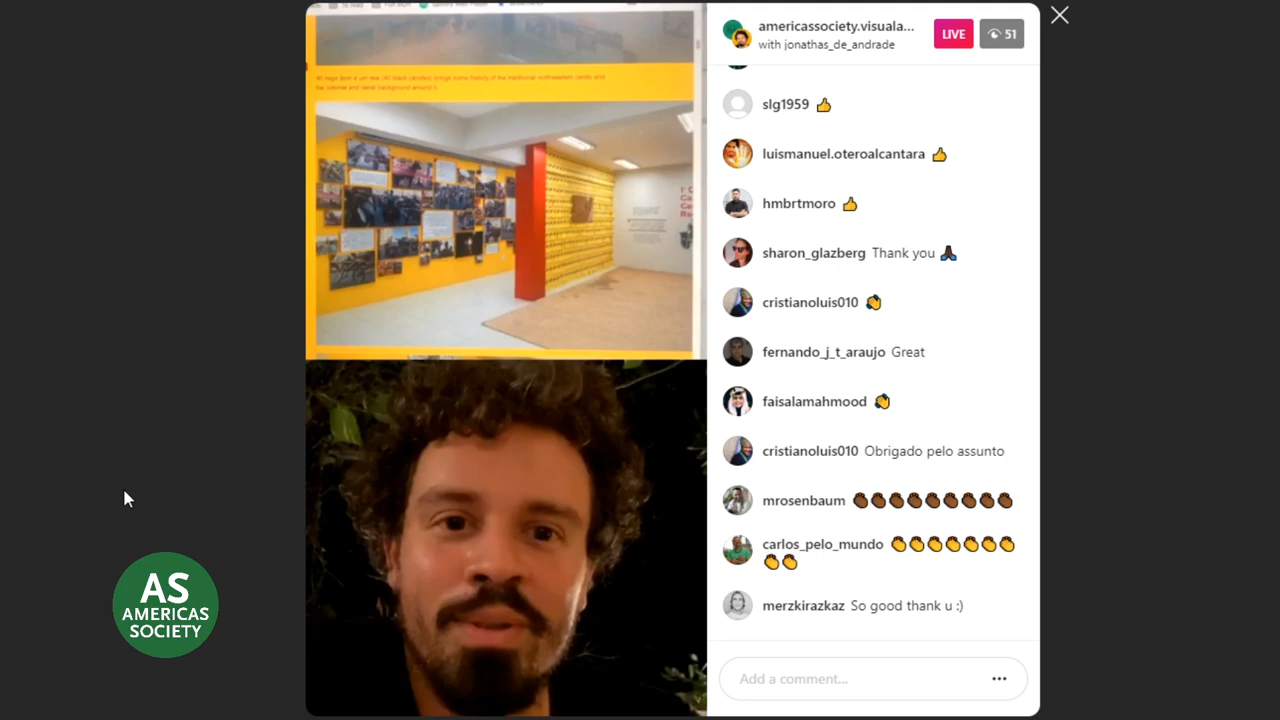 americassociety.visuala...
with jonathas_de_andrade
LIVE
51
slg1959 👍
luismanuel.oteroalcantara 👍
hmbrtmoro 👍
sharon_glazberg Thank you 🙏🏿
cristianoluis010 👏
fernando_j_t_araujo Great
faisalamahmood 👏
cristianoluis010 Obrigado pelo assunto
mrosenbaum 👏🏾👏🏾👏🏾👏🏾👏🏾👏🏾👏🏾👏🏾👏🏾
carlos_pelo_mundo 👏👏👏👏👏👏👏
👏👏
merzkirazkaz So good thank u :)
Add a comment...
AS
AMERICAS
SOCIETY